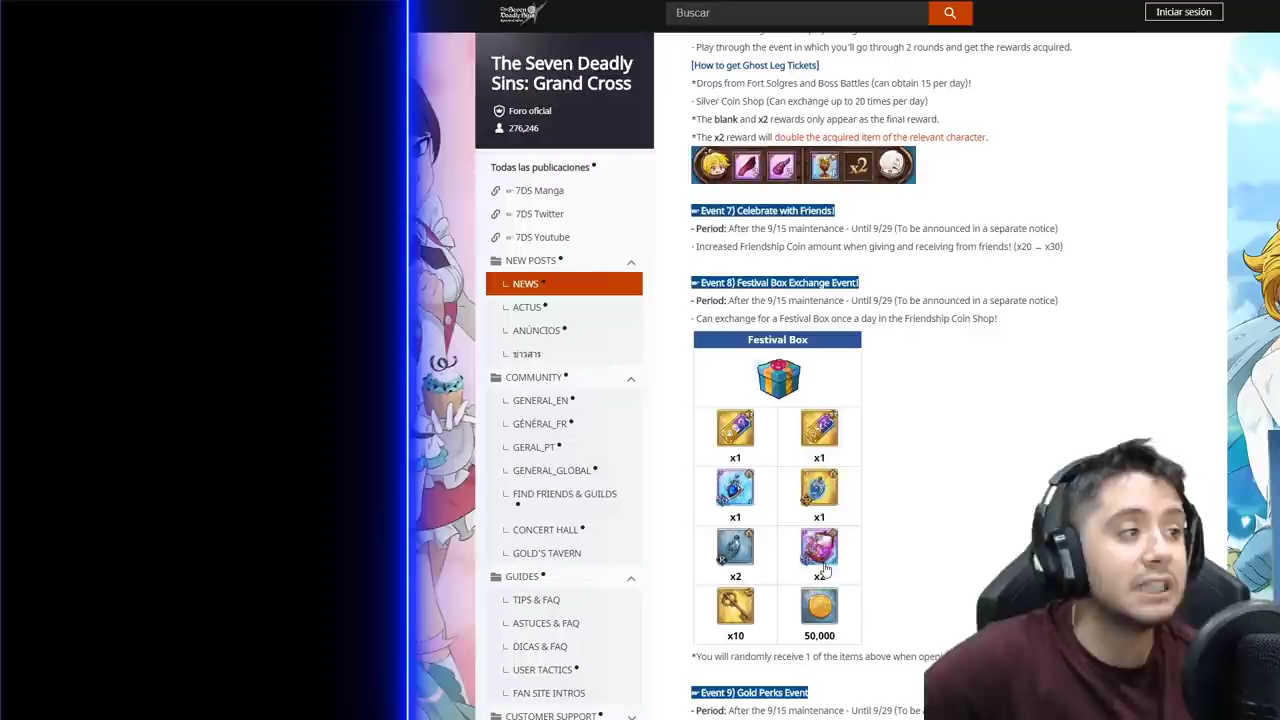 The Seven
Deadly Sins
Buscar
Iniciar sesión
The Seven Deadly
Sins: Grand Cross
Foro oficial
276,246
Todas las publicaciones
7DS Manga
7DS Twitter
7DS Youtube
NEW POSTS
NEWS
ACTUS
ANÚNCIOS
ข่าวสาร
COMMUNITY
GENERAL_EN
GÉNÉRAL_FR
GERAL_PT
GENERAL_GLOBAL
FIND FRIENDS & GUILDS
CONCERT HALL
GOLD'S TAVERN
GUIDES
TIPS & FAQ
ASTUCES & FAQ
DICAS & FAQ
USER TACTICS
FAN SITE INTROS
CUSTOMER SUPPORT
· Play through the event in which you'll go through 2 rounds and get the rewards acquired.
[How to get Ghost Leg Tickets]
*Drops from Fort Solgres and Boss Battles (can obtain 15 per day)!
· Silver Coin Shop (Can exchange up to 20 times per day)
*The blank and x2 rewards only appear as the final reward.
*The x2 reward will double the acquired item of the relevant character.
x2
Event 7) Celebrate with Friends!
- Period: After the 9/15 maintenance - Until 9/29 (To be announced in a separate notice)
· Increased Friendship Coin amount when giving and receiving from friends! (x20 → x30)
Event 8) Festival Box Exchange Event!
- Period: After the 9/15 maintenance - Until 9/29 (To be announced in a separate notice)
· Can exchange for a Festival Box once a day in the Friendship Coin Shop!
Festival Box
x1 x1
x1 x1
x2 x2
x10 50,000
*You will randomly receive 1 of the items above when
Event 9) Gold Perks Event
- Period: After the 9/15 maintenance - Until 9/29 (To be